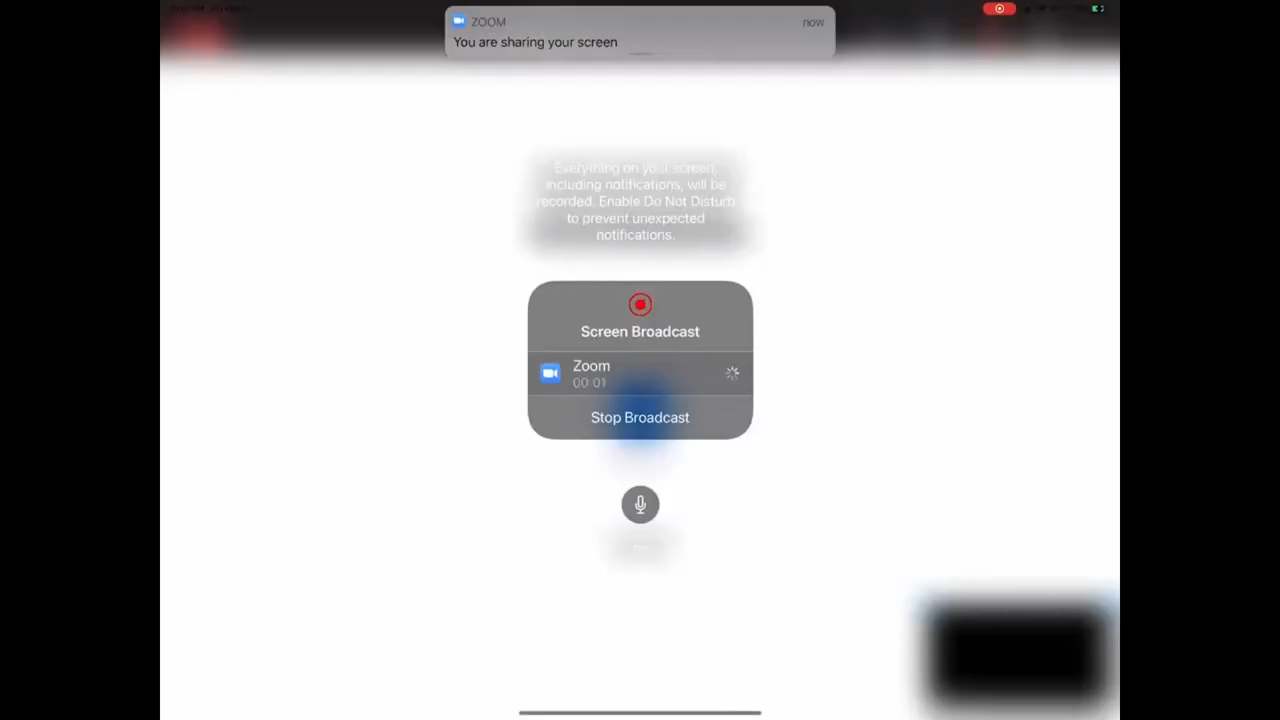 ZOOM
now
You are sharing your screen
Everything on your screen,
including notifications, will be
recorded. Enable Do Not Disturb
to prevent unexpected
notifications.
Screen Broadcast
Zoom
00:01
Stop Broadcast